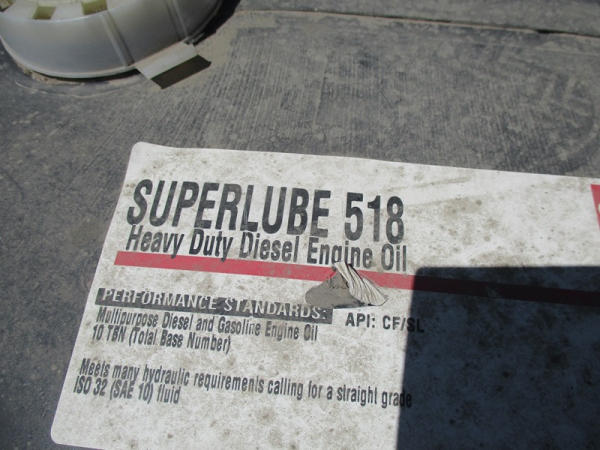 SUPERLUBE 518
Heavy Duty Diesel Engine Oil
PERFORMANCE STANDARDS: API: CF/SL
Multipurpose Diesel and Gasoline Engine Oil
10 TBN (Total Base Number)
Meets many hydraulic requirements calling for a straight grade
ISO 32 (SAE 10) fluid